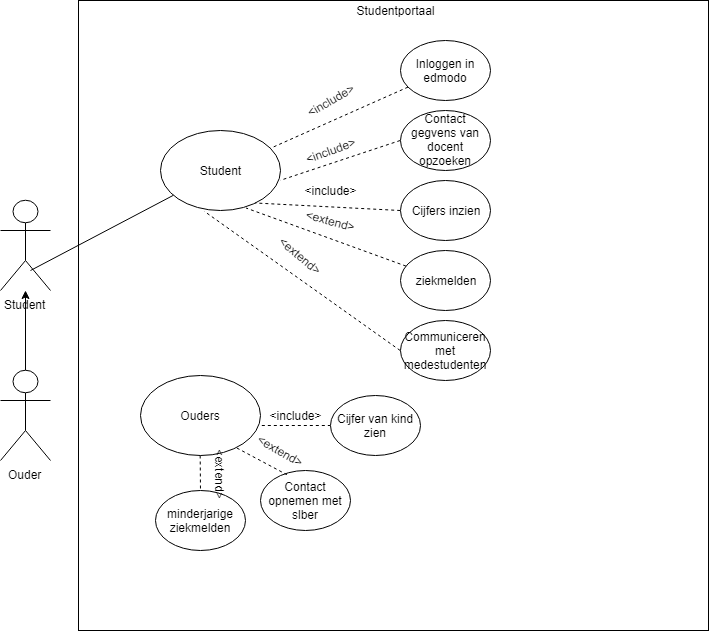 Studentportaal
Inloggen in
edmodo
<include>
Contact
gegvens van
docent
opzoeken
<include>
Student
<include>
Cijfers inzien
<extend>
ziekmelden
<extend>
Student
Communiceren
met
medestudenten
Ouders
<include>
Cijfer van kind
zien
<extend>
<extend>
Ouder
Contact
opnemen met
slber
minderjarige
ziekmelden